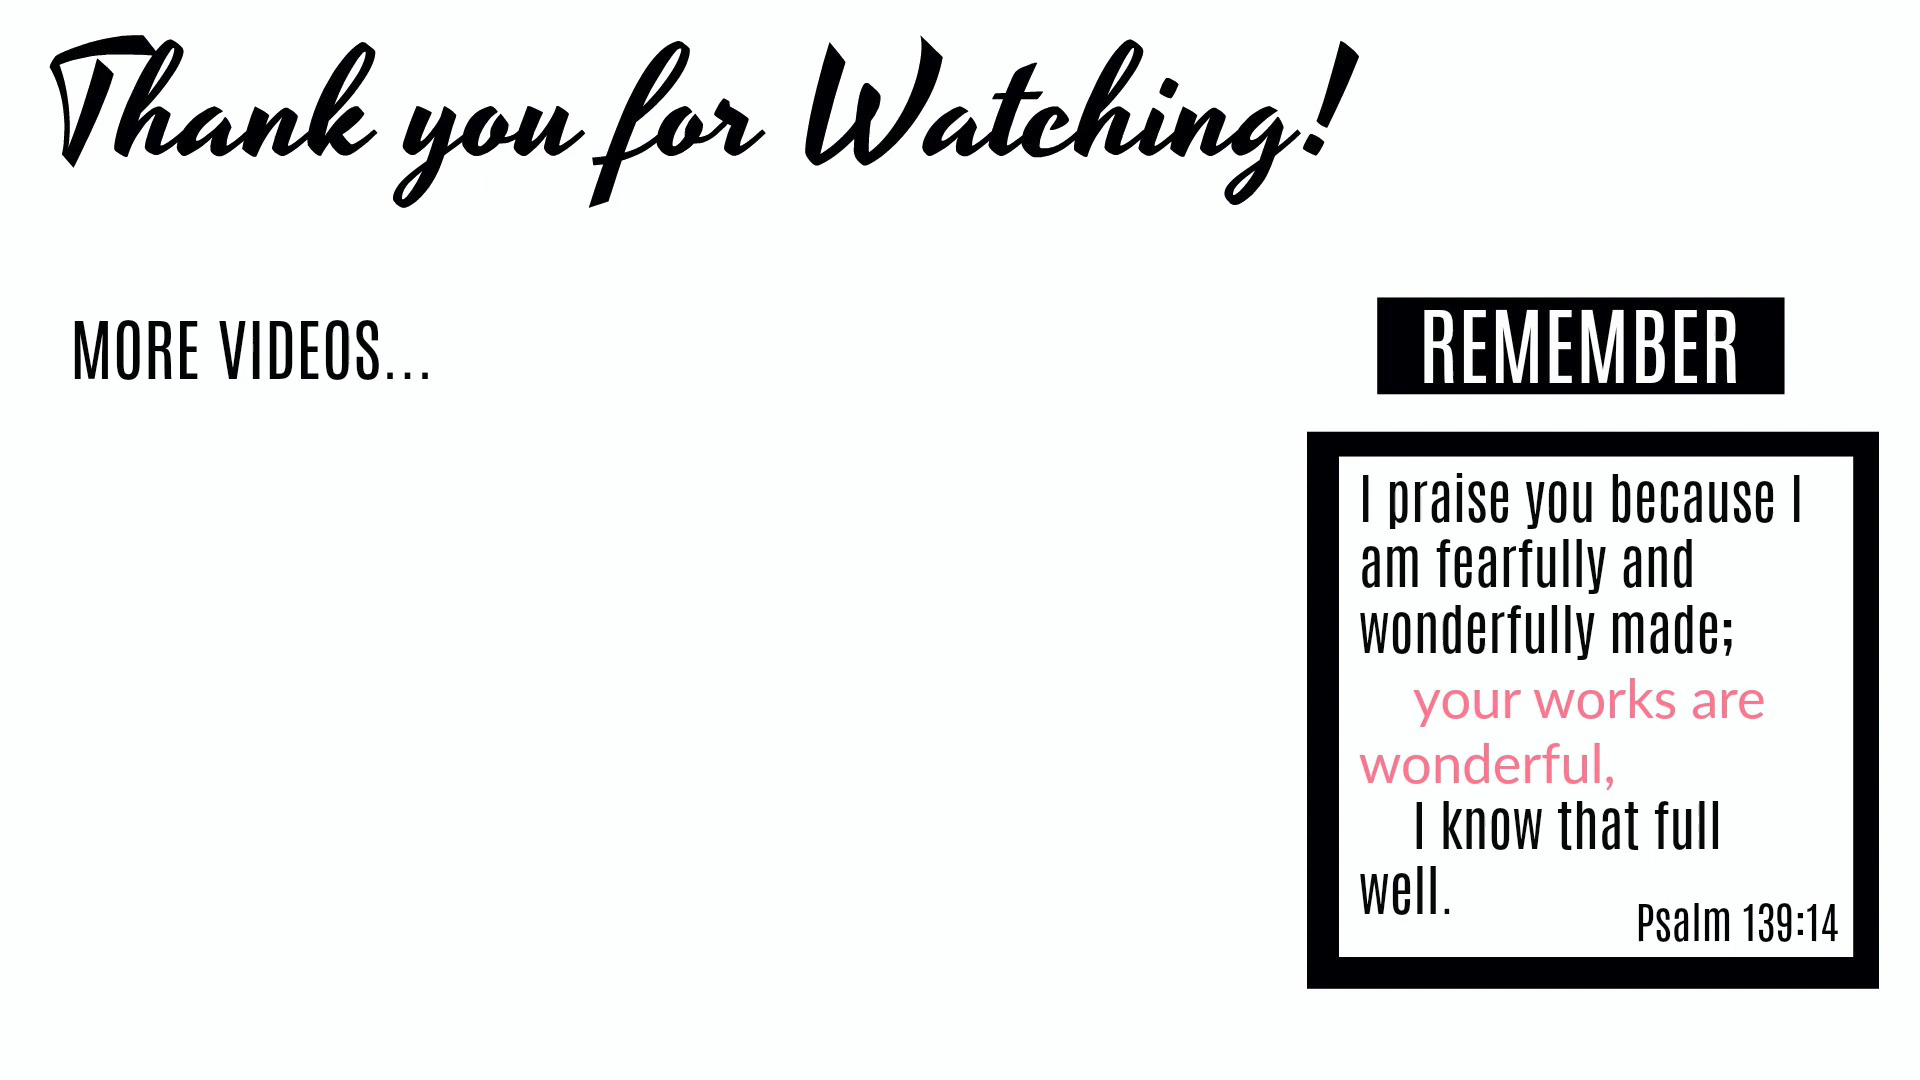 Thank you for Watching!
MORE VIDEOS...
REMEMBER
I praise you because I
am fearfully and
wonderfully made;
your works are
wonderful,
I know that full
well.
Psalm 139:14